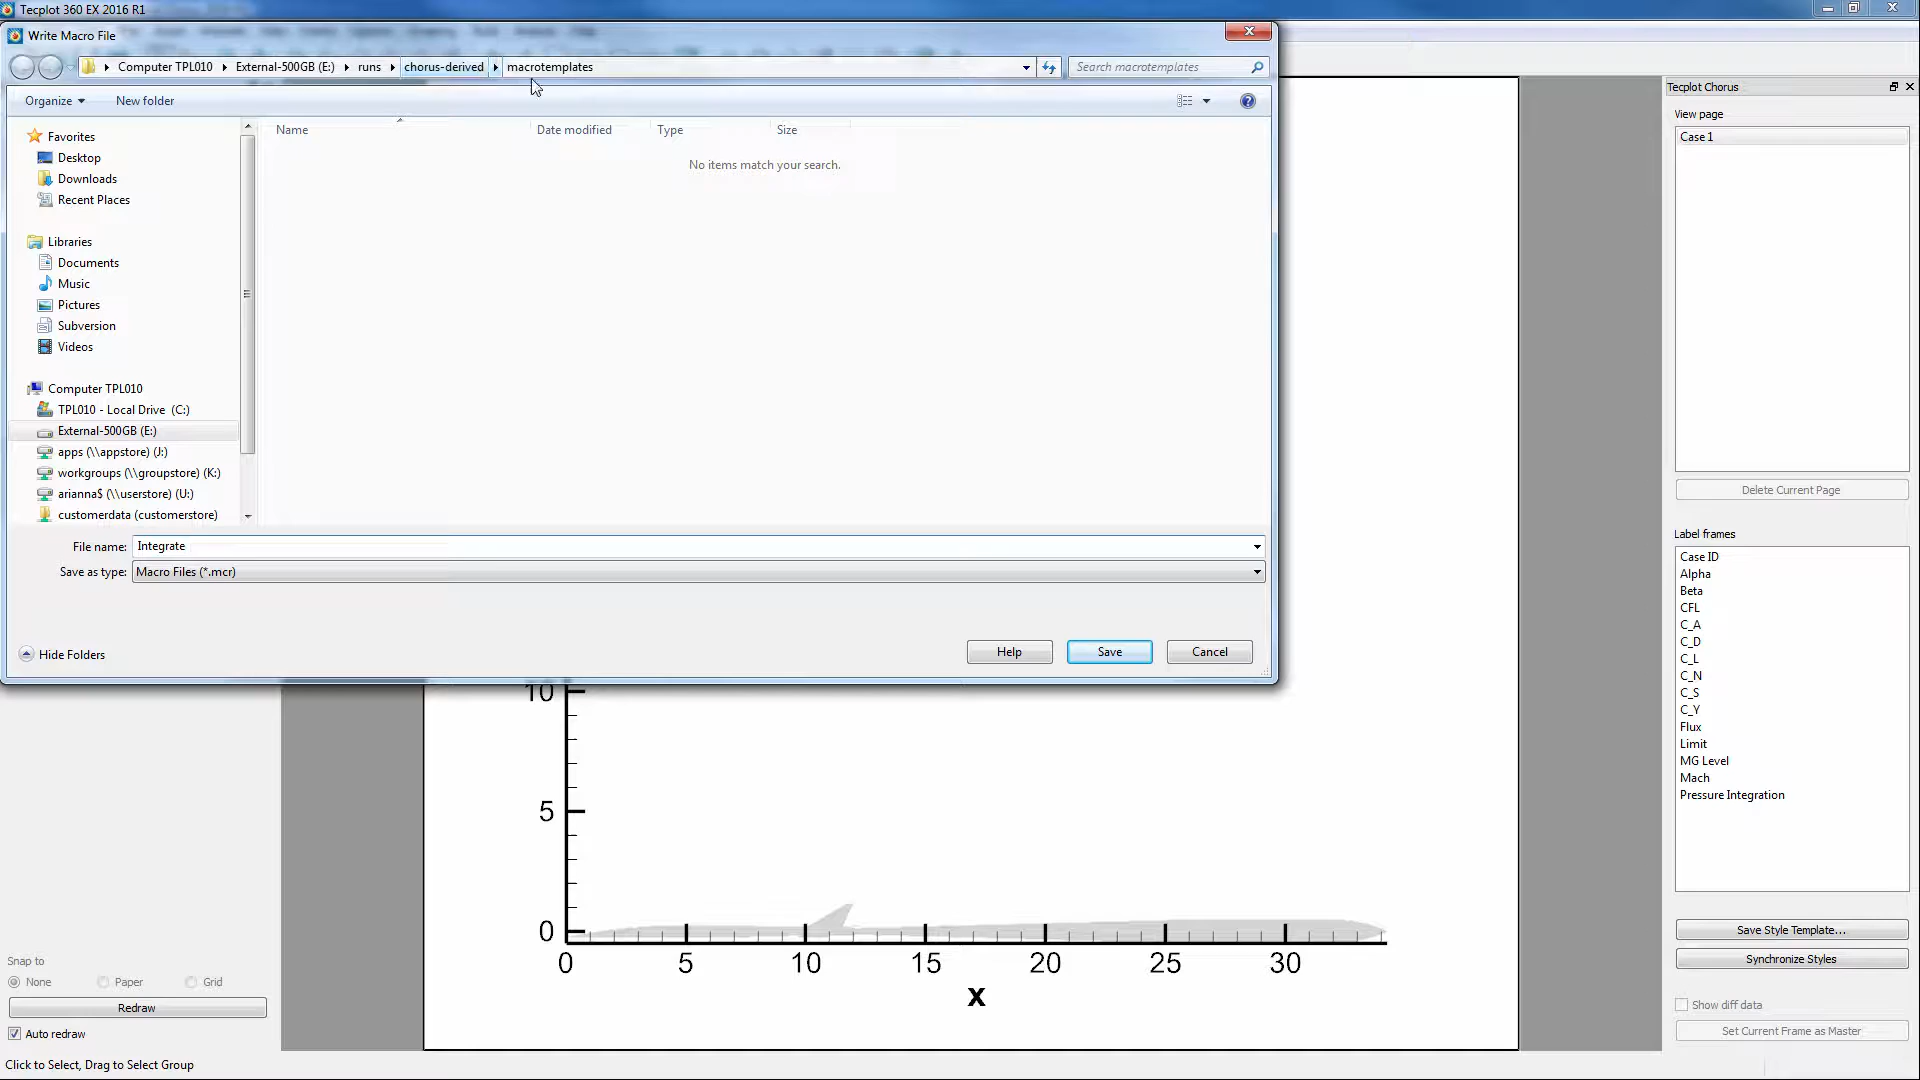 Tecplot 360 EX 2016 R1
Write Macro File
Computer TPL010 External-500GB (E:) runs chorus-derived macrotemplates
Search macrotemplates
Organize New folder
Favorites
Desktop
Downloads
Recent Places
Libraries
Documents
Music
Pictures
Subversion
Videos
Computer TPL010
TPL010 - Local Drive (C:)
External-500GB (E:)
apps (\\appstore) (J:)
workgroups (\\groupstore) (K:)
arianna$ (\\userstore) (U:)
customerdata (customerstore)
Name Date modified Type Size
No items match your search.
File name: Integrate
Save as type: Macro Files (*.mcr)
Hide Folders
Help Save Cancel
10
5
0
0 5 10 15 20 25 30
x
Snap to
None Paper Grid
Redraw
Auto redraw
Click to Select, Drag to Select Group
Tecplot Chorus
View page
Case 1
Delete Current Page
Label frames
Case ID
Alpha
Beta
CFL
C_A
C_D
C_L
C_N
C_S
C_Y
Flux
Limit
MG Level
Mach
Pressure Integration
Save Style Template...
Synchronize Styles
Show diff data
Set Current Frame as Master